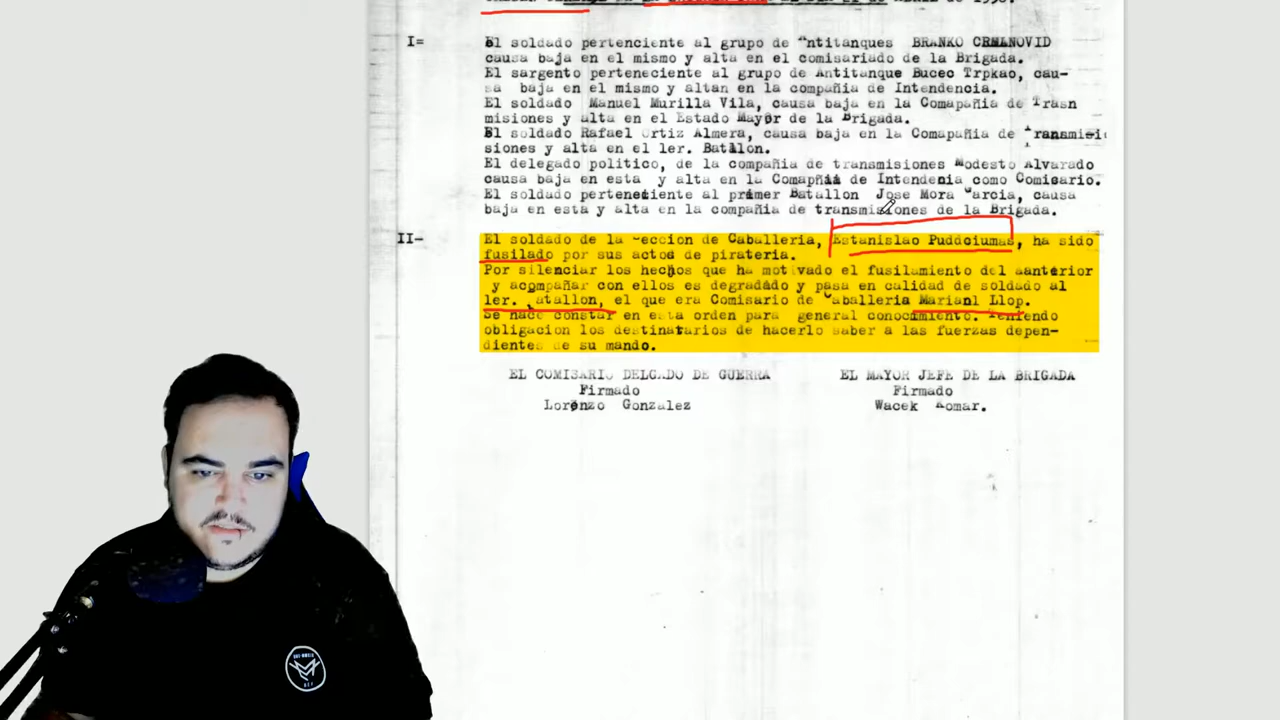 I= El soldado pertenciente al grupo de "ntitanques BRANKO
causa baja en el mismo y alta en el comisariado de la Brigada.
El sargento perteneciente al grupo de Antitanque Bucec Trpkao, cau-
sa baja en el mismo y altan en la compañia de Intendencia.
El soldado Manuel Murilla Vila, causa baja en la Comapañia de Trasn
misiones y alta en el Estado Mayor de la Brigada.
El soldado Rafael Ortiz Almera, causa baja en la Comapañia de
siones y alta en el 1er. Batallon.
El delegado politico, de la compañia de transmisiones Modesto Alvarado
causa baja en esta y alta en la Comapñia de Intendenia como Comisario.
El soldado perteneciente al primer Batallon Jose Mora Garcia, causa
baja en esta y alta en la compañia de transmisiones de la Brigada.
II- El soldado de la Seccion de Caballeria, Estanislao Puddciumas, ha sido
fusilado por sus actos de pirateria.
Por silenciar los hechos que ha motivado el fusilamiento del aanterior
y acompañar con ellos es degradado y pasa en calidad de soldado al
1er. Batallon, el que era Comisario de Caballeria Marianl Llop.
Se hace constar en esta orden para general conocimiento. Teniendo
obligacion los destinatarios de hacerlo saber a las fuerzas depen-
dientes de su mando.
EL COMISARIO DELGADO DE GUERRA
Firmado
Lorenzo Gonzalez
EL MAYOR JEFE DE LA BRIGADA
Firmado
Wacek Komar.